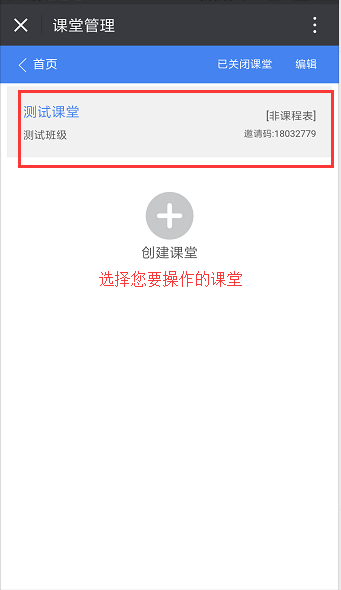 课堂管理
首页 已关闭课堂 编辑
测试课堂 [非课程表]
测试班级 邀请码:18032779
创建课堂
选择您要操作的课堂